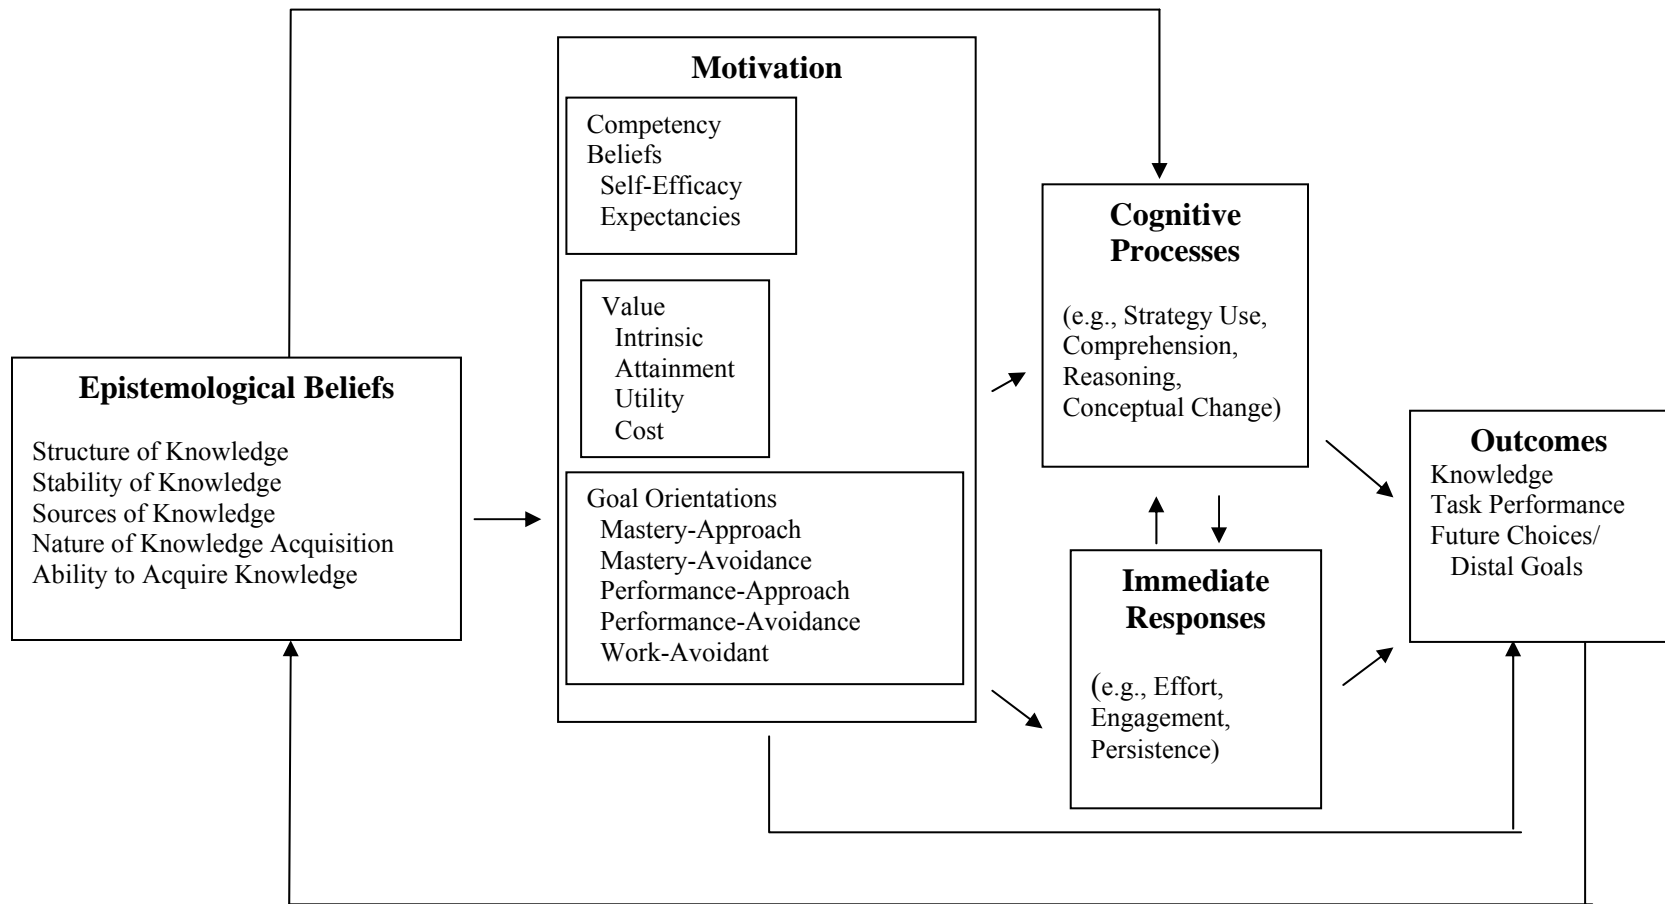 Motivation
Competency
Beliefs
Self-Efficacy
Expectancies
Value
Intrinsic
Attainment
Utility
Cost
Goal Orientations
Mastery-Approach
Mastery-Avoidance
Performance-Approach
Performance-Avoidance
Work-Avoidant
Epistemological Beliefs
Structure of Knowledge
Stability of Knowledge
Sources of Knowledge
Nature of Knowledge Acquisition
Ability to Acquire Knowledge
Cognitive
Processes
(e.g., Strategy Use,
Comprehension,
Reasoning,
Conceptual Change)
Immediate
Responses
(e.g., Effort,
Engagement,
Persistence)
Outcomes
Knowledge
Task Performance
Future Choices/
Distal Goals